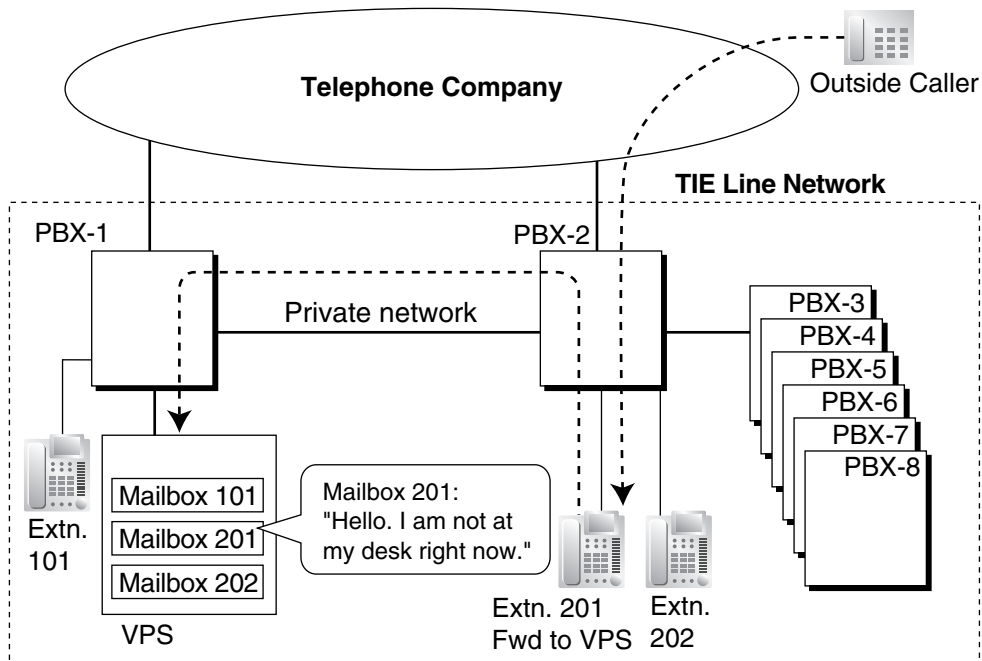 Telephone Company
Outside Caller
TIE Line Network
PBX-1
PBX-2
Private network
PBX-3
PBX-4
PBX-5
PBX-6
PBX-7
PBX-8
Extn.
101
Mailbox 101
Mailbox 201
Mailbox 202
VPS
Mailbox 201:
"Hello. I am not at
my desk right now."
Extn. 201
Fwd to VPS
Extn.
202